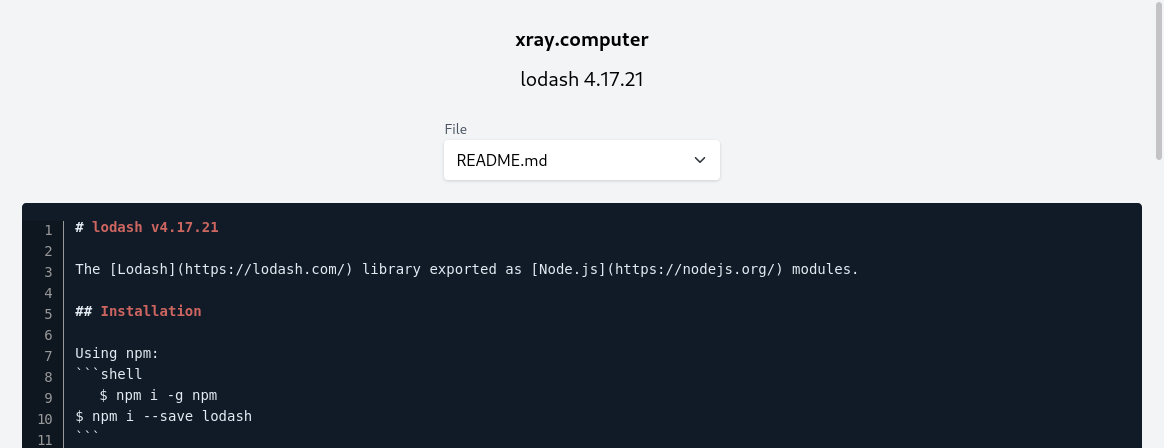 xray.computer
lodash 4.17.21
File
README.md
1 # lodash v4.17.21
2
3 The [Lodash](https://lodash.com/) library exported as [Node.js](https://nodejs.org/) modules.
4
5 ## Installation
6
7 Using npm:
8 ```shell
9    $ npm i -g npm
10 $ npm i --save lodash
11 ```